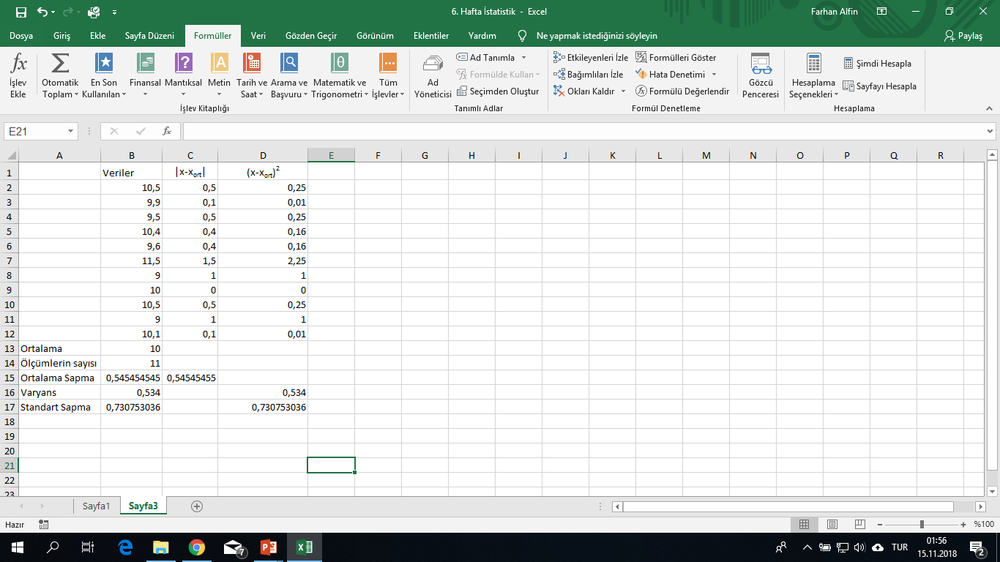 6. Hafta İstatistik - Excel
Farhan Alfin
Dosya Giriş Ekle Sayfa Düzeni Formüller Veri Gözden Geçir Görünüm Eklentiler Yardım Ne yapmak istediğinizi söyleyin Paylaş
fx İşlev Ekle
Σ Otomatik Toplam
En Son Kullanılan
Finansal
? Mantıksal
A Metin
Tarih ve Saat
Arama ve Başvuru
θ Matematik ve Trigonometri
Tüm İşlevler
İşlev Kitaplığı
Ad Yöneticisi
Ad Tanımla
Formülde Kullan
Seçimden Oluştur
Tanımlı Adlar
Etkileyenleri İzle
Bağımlıları İzle
Okları Kaldır
Formülleri Göster
Hata Denetimi
Formülü Değerlendir
Gözcü Penceresi
Formül Denetleme
Hesaplama Seçenekleri
Şimdi Hesapla
Sayfayı Hesapla
Hesaplama
E21 fx
A B C D E F G H I J K L M N O P Q R
1 Veriler |x-xort| (x-xort)2
2 10,5 0,5 0,25
3 9,9 0,1 0,01
4 9,5 0,5 0,25
5 10,4 0,4 0,16
6 9,6 0,4 0,16
7 11,5 1,5 2,25
8 9 1 1
9 10 0 0
10 10,5 0,5 0,25
11 9 1 1
12 10,1 0,1 0,01
13 Ortalama 10
14 Ölçümlerin sayısı 11
15 Ortalama Sapma 0,545454545 0,54545455
16 Varyans 0,534 0,534
17 Standart Sapma 0,730753036 0,730753036
18
19
20
21
22
23
Sayfa1 Sayfa3
Hazır %100
7 TUR 01:56
15.11.2018 2